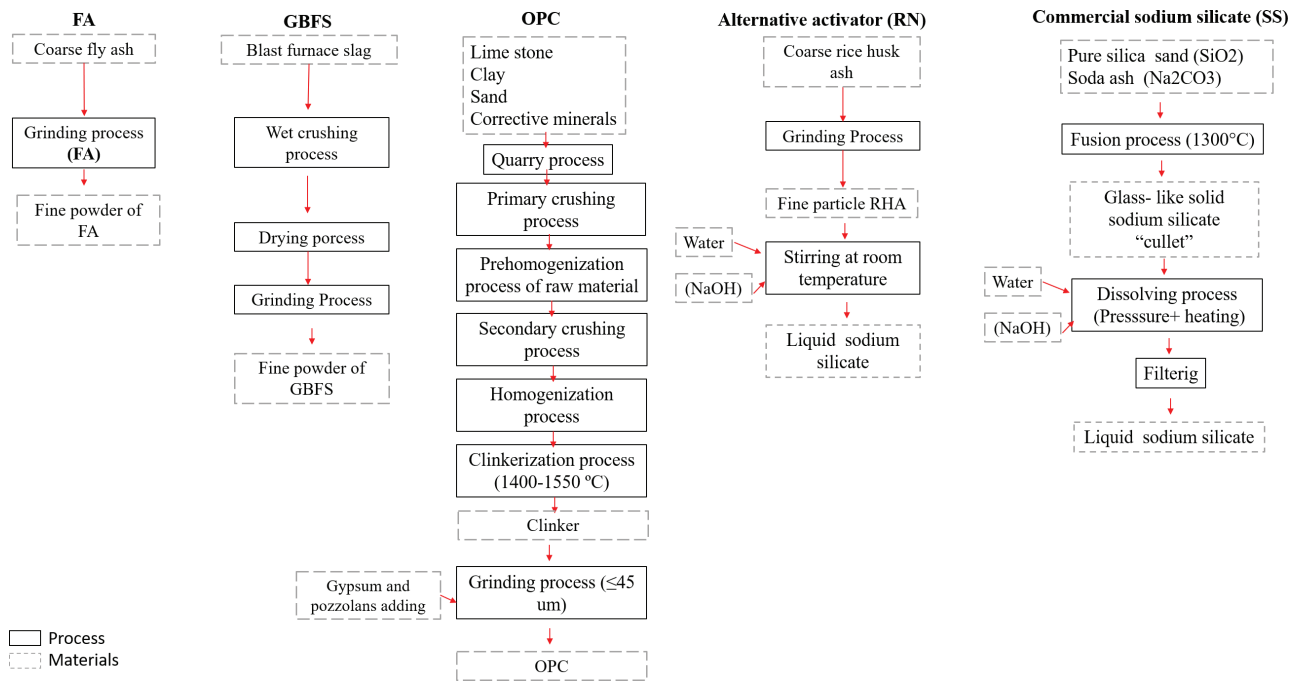 FA
Coarse fly ash
Grinding process
(FA)
Fine powder of
FA
GBFS
Blast furnace slag
Wet crushing
process
Drying porcess
Grinding Process
Fine powder of
GBFS
OPC
Lime stone
Clay
Sand
Corrective minerals
Quarry process
Primary crushing
process
Prehomogenization
process of raw material
Secondary crushing
process
Homogenization
process
Clinkerization process
(1400-1550 ºC)
Clinker
Gypsum and
pozzolans adding
Grinding process (≤45
um)
OPC
Alternative activator (RN)
Coarse rice husk
ash
Grinding Process
Fine particle RHA
Water
(NaOH)
Stirring at room
temperature
Liquid sodium
silicate
Commercial sodium silicate (SS)
Pure silica sand (SiO2)
Soda ash (Na2CO3)
Fusion process (1300°C)
Glass- like solid
sodium silicate
“cullet”
Water
(NaOH)
Dissolving process
(Presssure+ heating)
Filterig
Liquid sodium silicate
Process
Materials